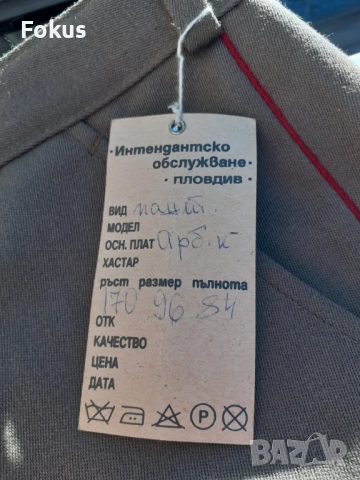 Fokus
·Интендантско
обслужване·
· ПЛОВДИВ ·
ВИД пант.
МОДЕЛ
ОСН. ПЛАТ Фрб. к
ХАСТАР
ръст размер пълнота
170 96 84
ОТК
КАЧЕСТВО
ЦЕНА
ДАТА
P
BAZAR